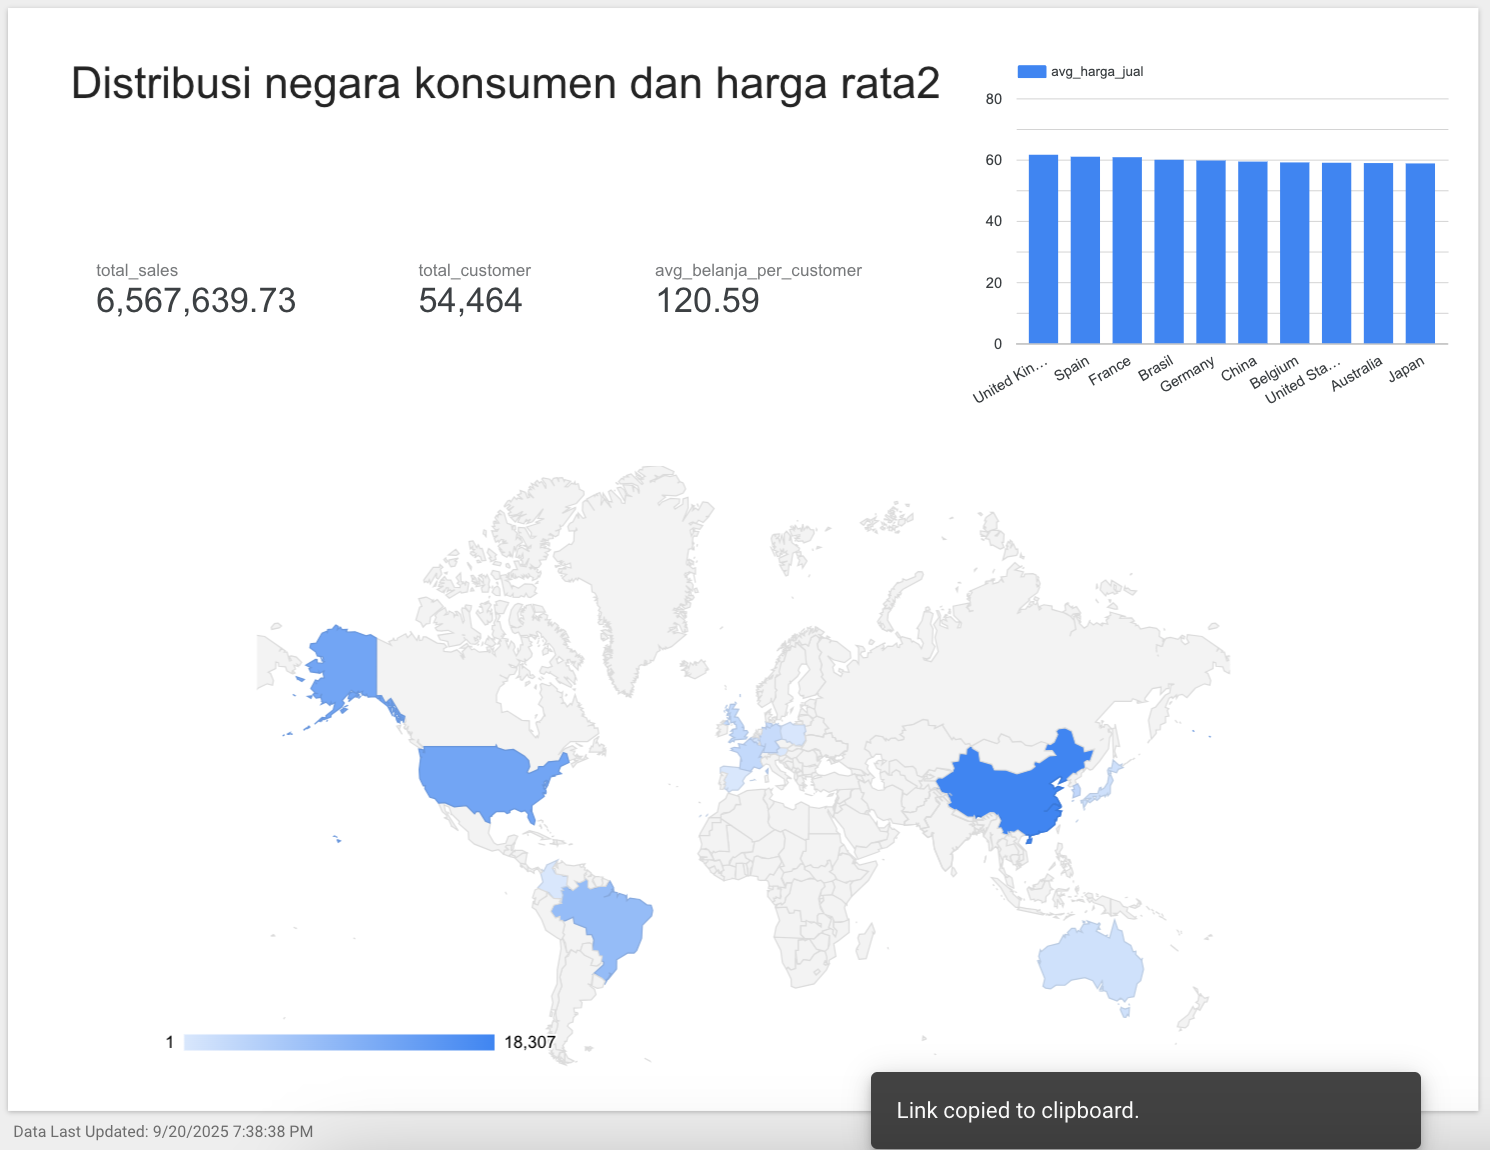 Distribusi negara konsumen dan harga rata2
avg_harga_jual
80
60
40
20
0
United Kin...
Spain
France
Brasil
Germany
China
Belgium
United Sta...
Australia
Japan
total_sales
6,567,639.73
total_customer
54,464
avg_belanja_per_customer
120.59
1
18,307
Link copied to clipboard.
Data Last Updated: 9/20/2025 7:38:38 PM